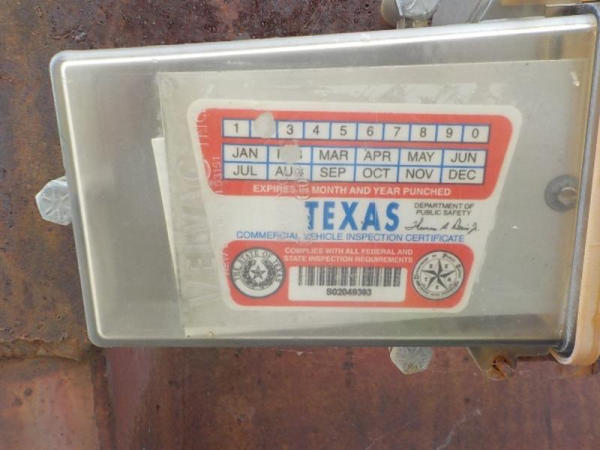 1 3 4 5 6 7 8 9 0
JAN MAR APR MAY JUN
JUL AUG SEP OCT NOV DEC
EXPIRES IN MONTH AND YEAR PUNCHED
TEXAS
DEPARTMENT OF
PUBLIC SAFETY
COMMERCIAL VEHICLE INSPECTION CERTIFICATE
COMPLIES WITH ALL FEDERAL AND
STATE INSPECTION REQUIREMENTS
S02049393